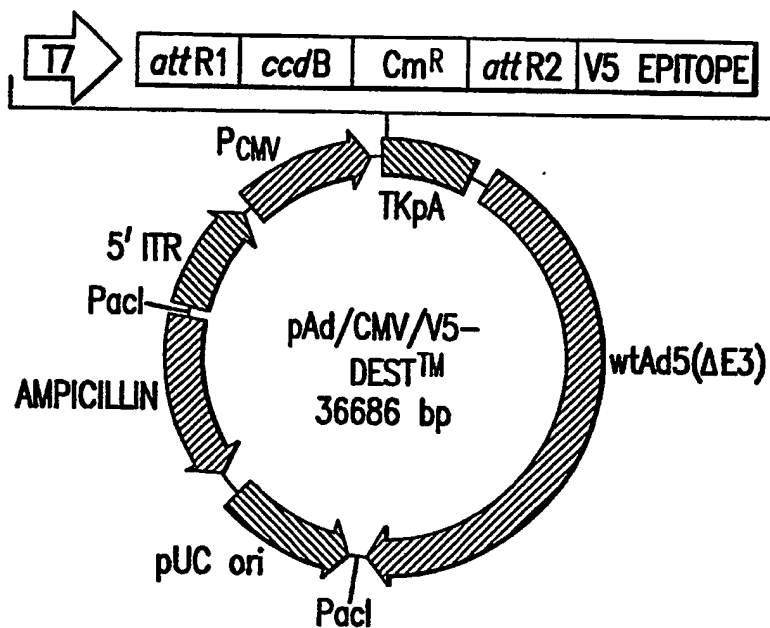 T7 attR1 ccdB CmR attR2 V5 EPITOPE
PCMV
TKpA
5' ITR
PacI
pAd/CMV/V5-
DEST™
36686 bp
wtAd5(ΔE3)
AMPICILLIN
pUC ori
PacI